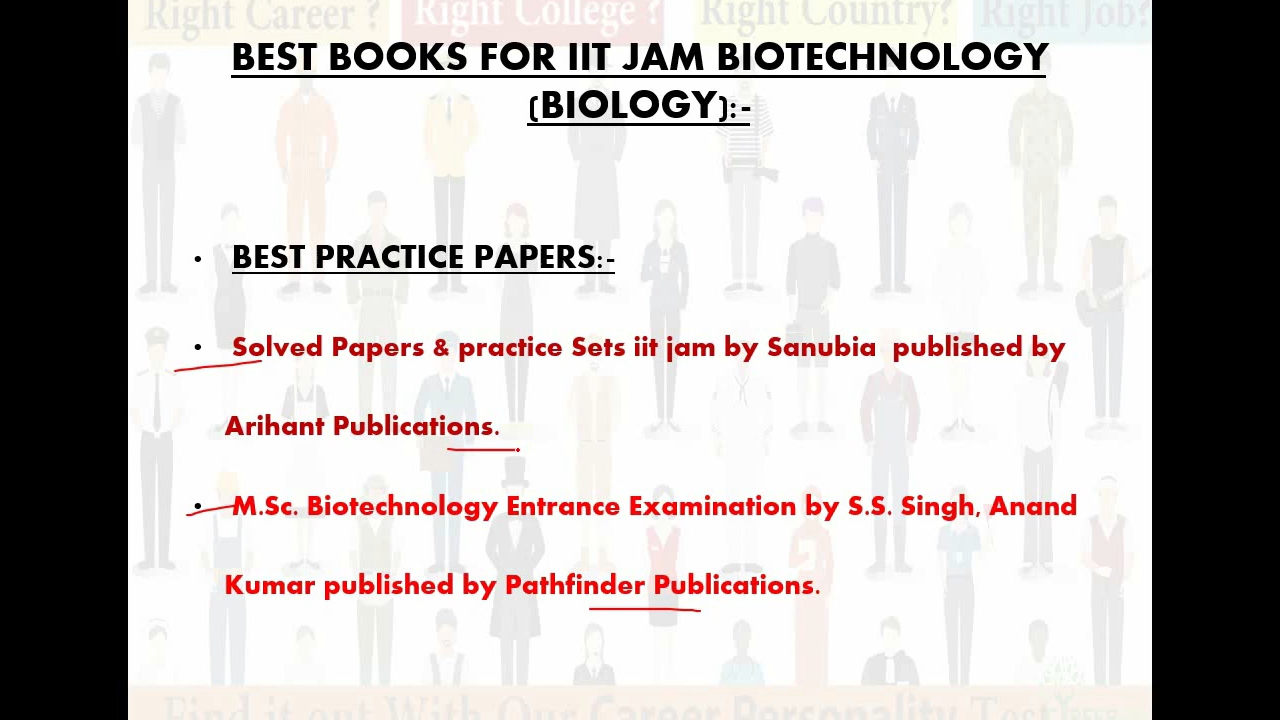 Right Career ?
Right College ?
Right Country?
Right Job?
BEST BOOKS FOR IIT JAM BIOTECHNOLOGY
(BIOLOGY):-
• BEST PRACTICE PAPERS:-
• Solved Papers & practice Sets iit jam by Sanubia published by
Arihant Publications.
• M.Sc. Biotechnology Entrance Examination by S.S. Singh, Anand
Kumar published by Pathfinder Publications.
Find it out With Our Career Personality Test